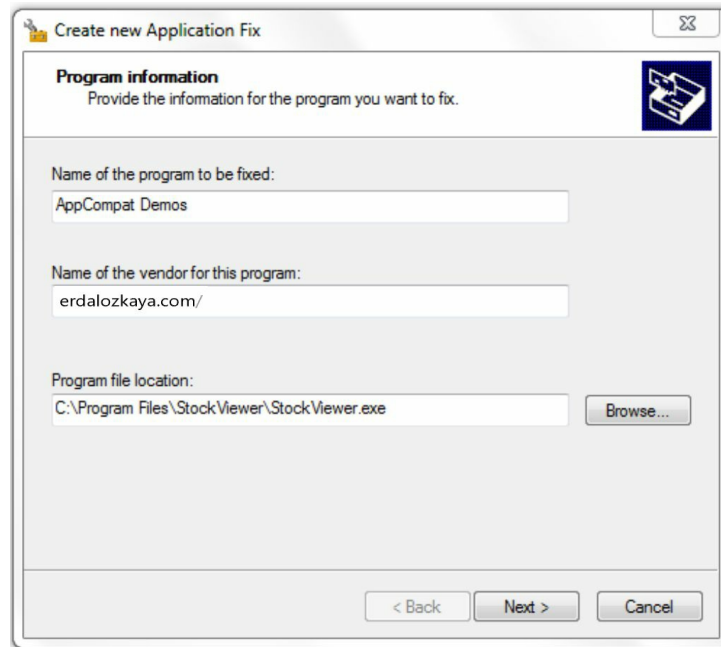 Create new Application Fix
Program information
Provide the information for the program you want to fix.
Name of the program to be fixed:
AppCompat Demos
Name of the vendor for this program:
erdalozkaya.com/
Program file location:
C:\Program Files\StockViewer\StockViewer.exe
Browse...
< Back
Next >
Cancel